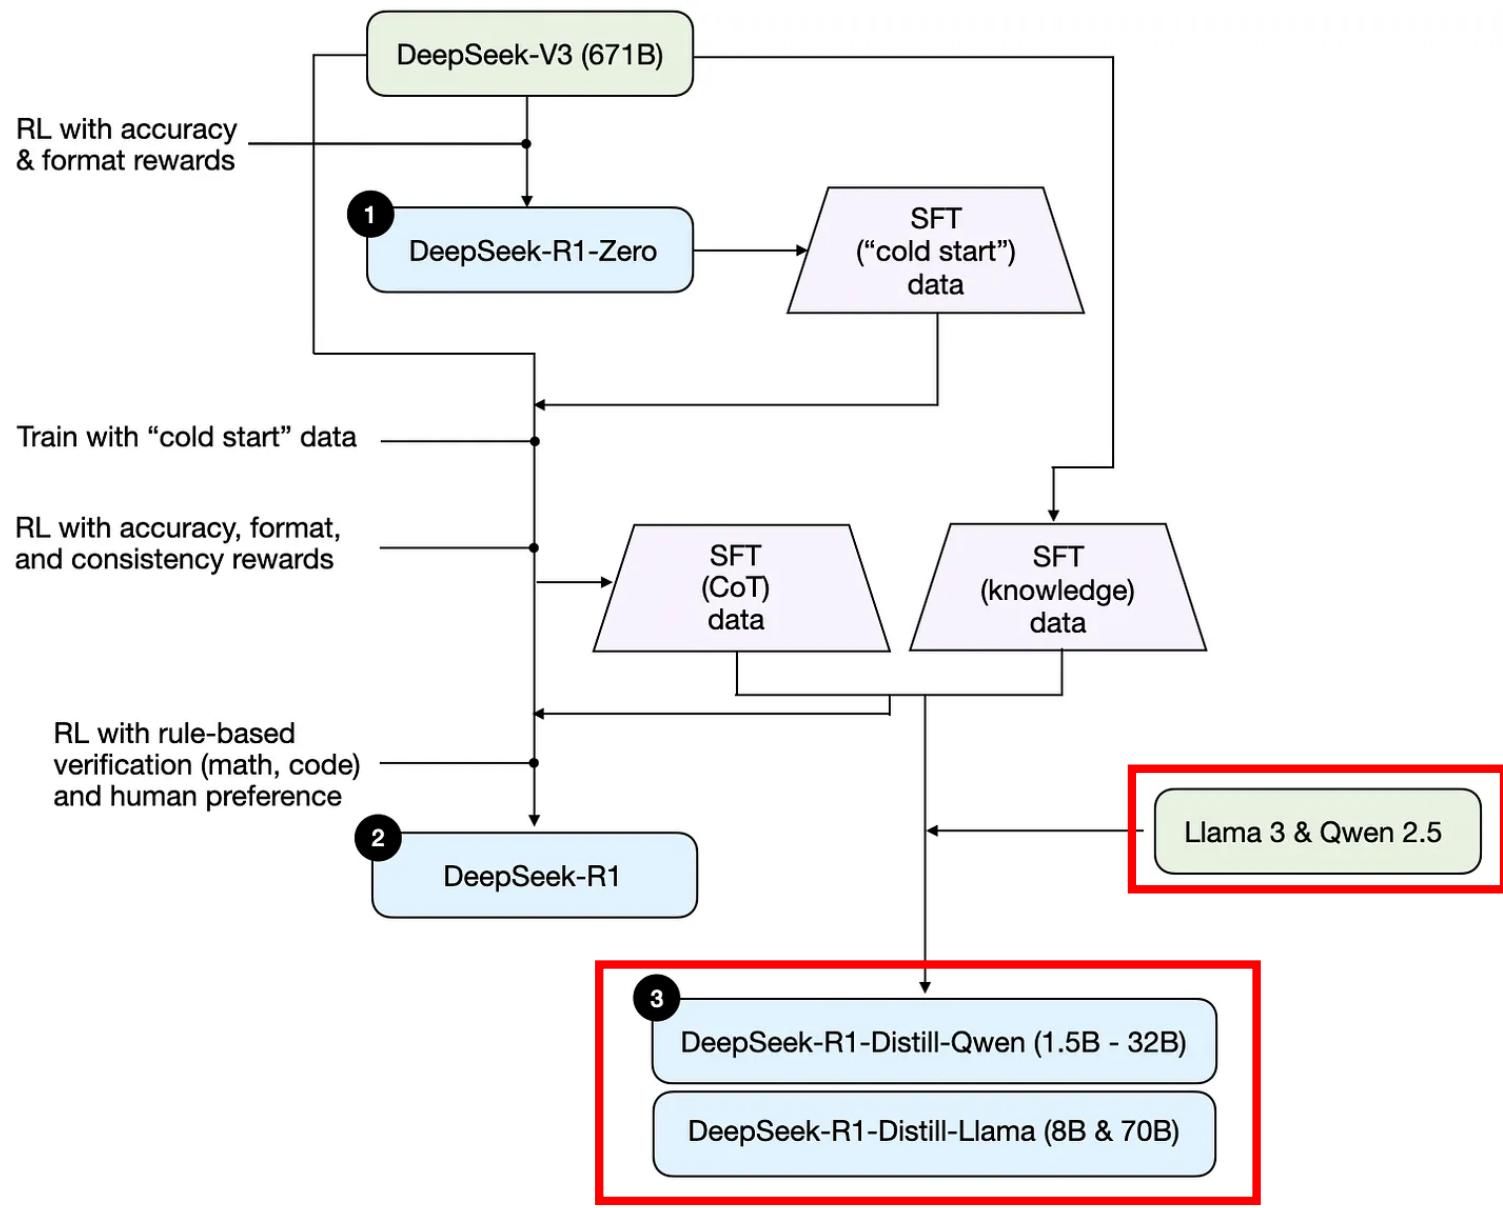 DeepSeek-V3 (671B)
RL with accuracy
& format rewards
1
DeepSeek-R1-Zero
SFT
(“cold start”)
data
Train with “cold start” data
RL with accuracy, format,
and consistency rewards
SFT
(CoT)
data
SFT
(knowledge)
data
RL with rule-based
verification (math, code)
and human preference
Llama 3 & Qwen 2.5
2
DeepSeek-R1
3
DeepSeek-R1-Distill-Qwen (1.5B - 32B)
DeepSeek-R1-Distill-Llama (8B & 70B)